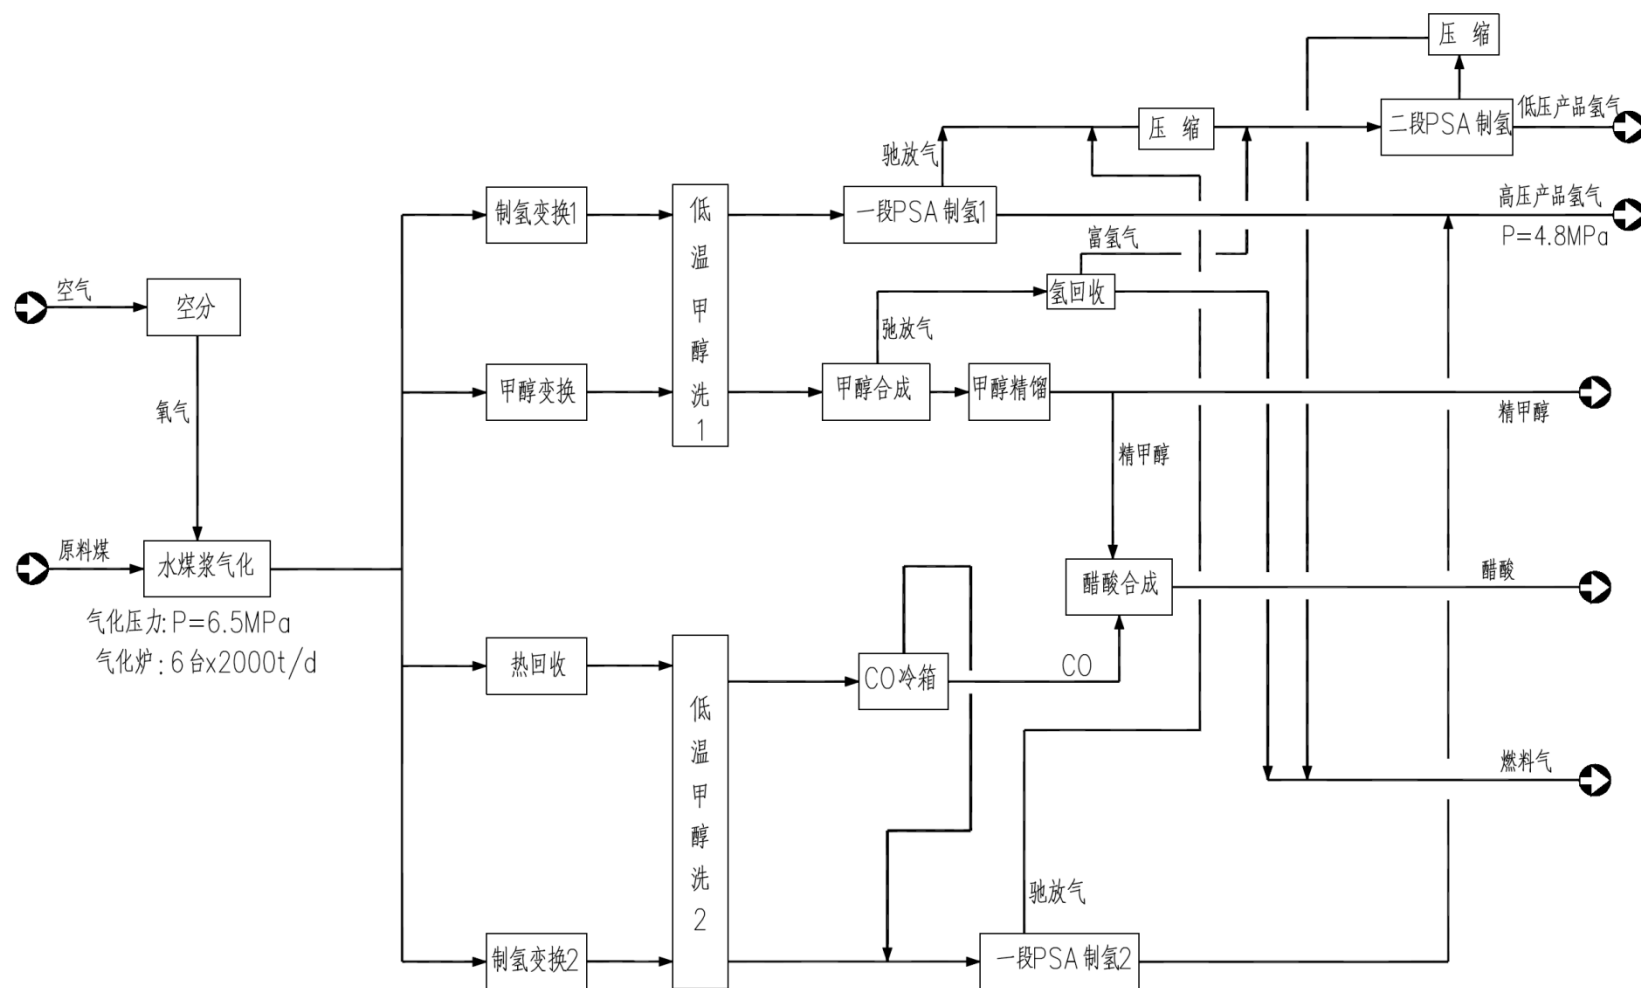 压 缩
低压产品氢气
压 缩
二段PSA制氢
驰放气
制氢变换1
低温甲醇洗1
一段PSA制氢1
高压产品氢气
P=4.8MPa
富氢气
空气
空分
氢回收
弛放气
氧气
甲醇变换
甲醇合成
甲醇精馏
精甲醇
精甲醇
原料煤
水煤浆气化
醋酸合成
醋酸
气化压力:P=6.5MPa
气化炉:6台x2000t/d
热回收
低温甲醇洗2
CO冷箱
CO
燃料气
驰放气
制氢变换2
一段PSA制氢2